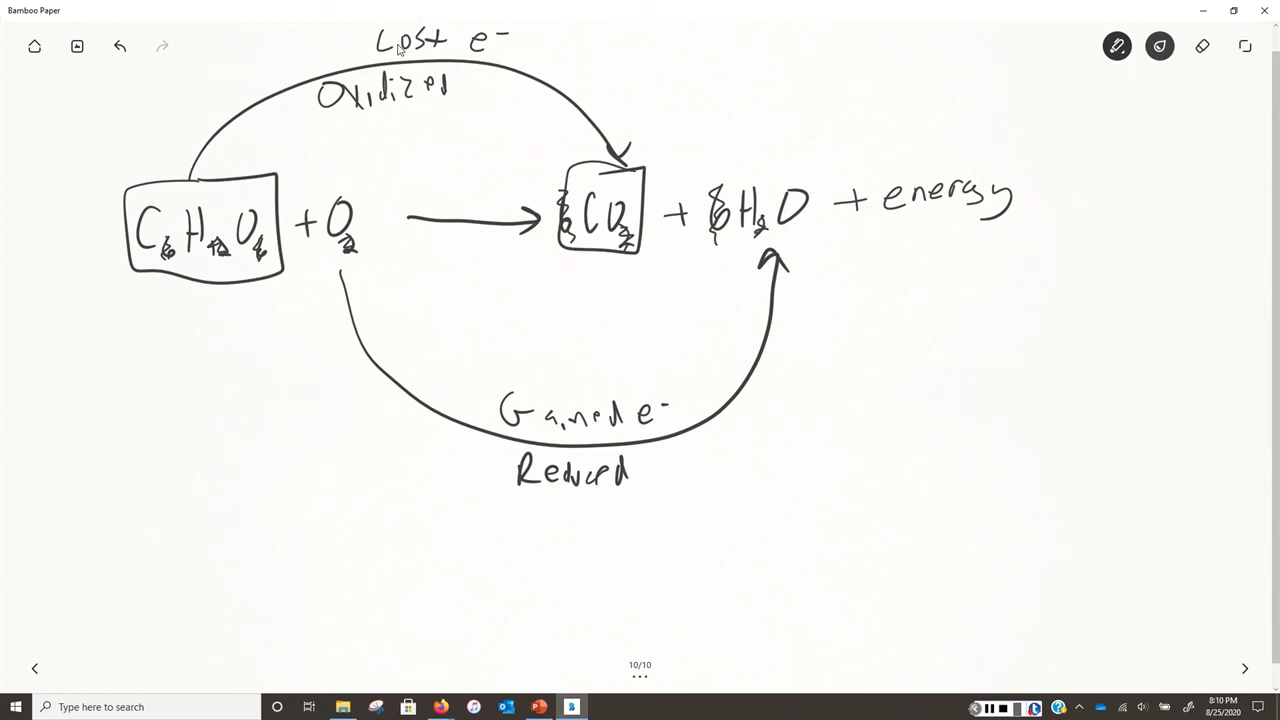 Bamboo Paper
Lost e-
Oxidized
C6H12O6 + O2 → 6CO2 + 6H2O + energy
Gained e-
Reduced
10/10
Type here to search
8:10 PM
8/25/2020